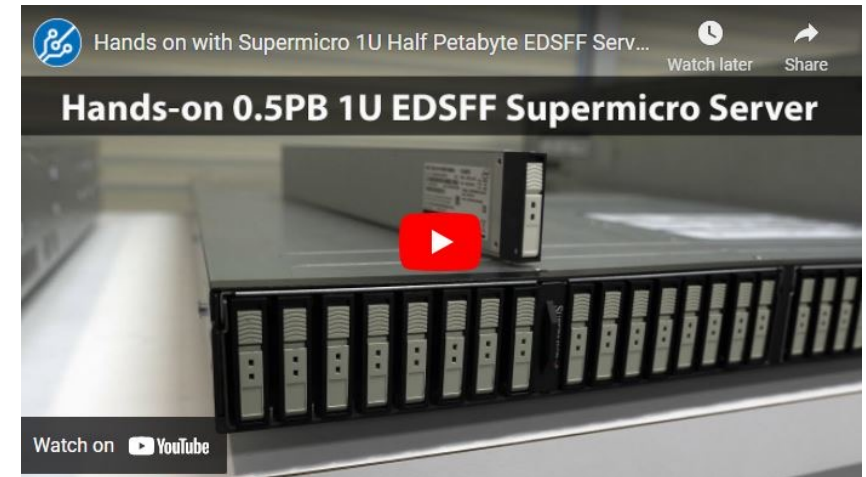 Hands on with Supermicro 1U Half Petabyte EDSFF Serv...
Watch later
Share
Hands-on 0.5PB 1U EDSFF Supermicro Server
Supermicro
Watch on YouTube